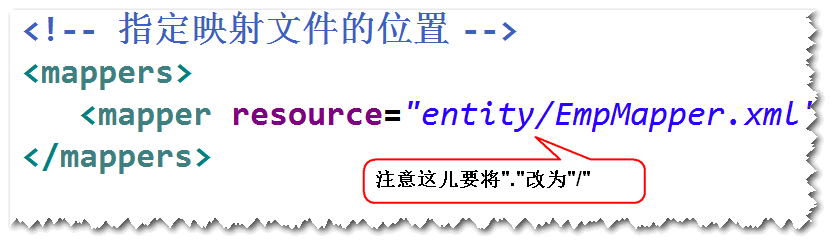 <!-- 指定映射文件的位置 -->
<mappers>
<mapper resource="entity/EmpMapper.xml"
</mappers>
注意这儿要将"."改为"/"